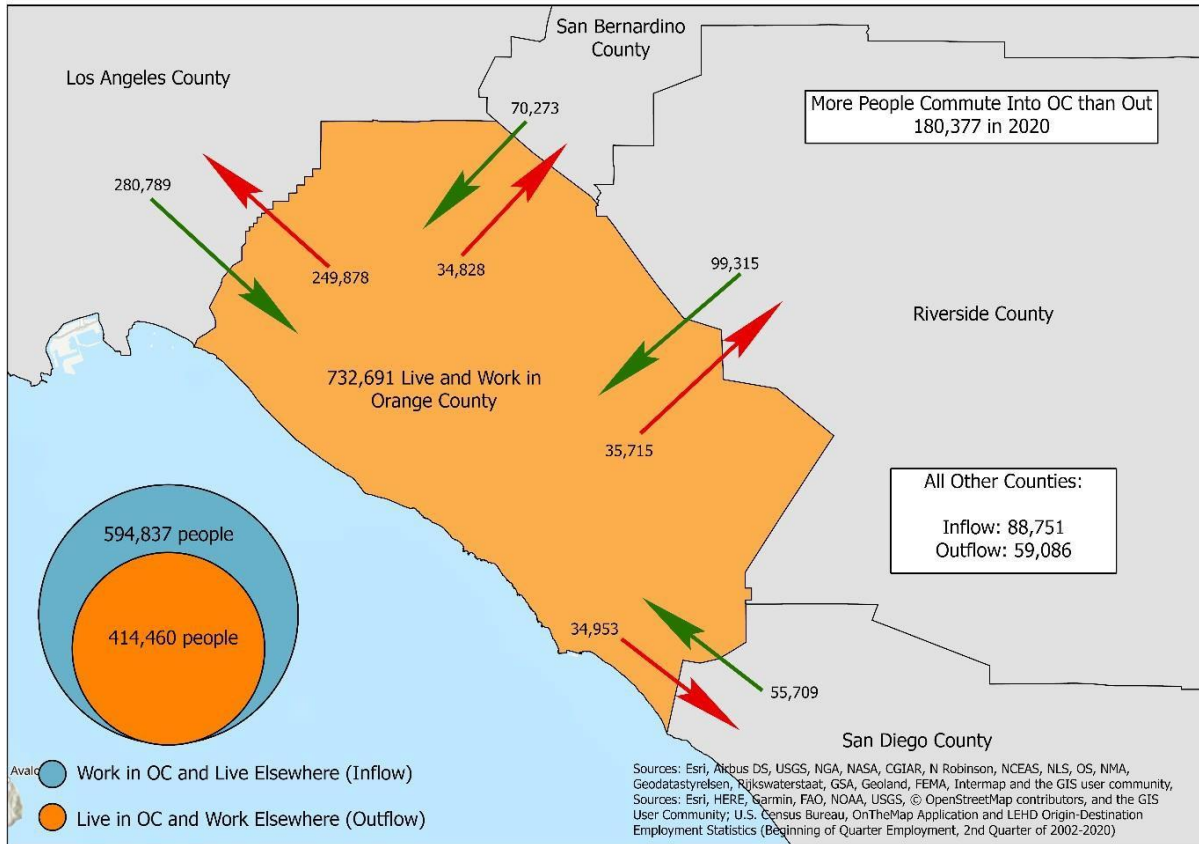 San Bernardino
County
Los Angeles County
More People Commute Into OC than Out
180,377 in 2020
70,273
280,789
249,878
34,828
99,315
Riverside County
732,691 Live and Work in
Orange County
35,715
All Other Counties:
Inflow: 88,751
Outflow: 59,086
594,837 people
414,460 people
34,953
55,709
San Diego County
Work in OC and Live Elsewhere (Inflow)
Live in OC and Work Elsewhere (Outflow)
Sources: Esri, Airbus DS, USGS, NGA, NASA, CGIAR, N Robinson, NCEAS, NLS, OS, NMA,
Geodatastyrelsen, Rijkswaterstaat, GSA, Geoland, FEMA, Intermap and the GIS user community,
Sources: Esri, HERE, Garmin, FAO, NOAA, USGS, © OpenStreetMap contributors, and the GIS
User Community; U.S. Census Bureau, OnTheMap Application and LEHD Origin-Destination
Employment Statistics (Beginning of Quarter Employment, 2nd Quarter of 2002-2020)